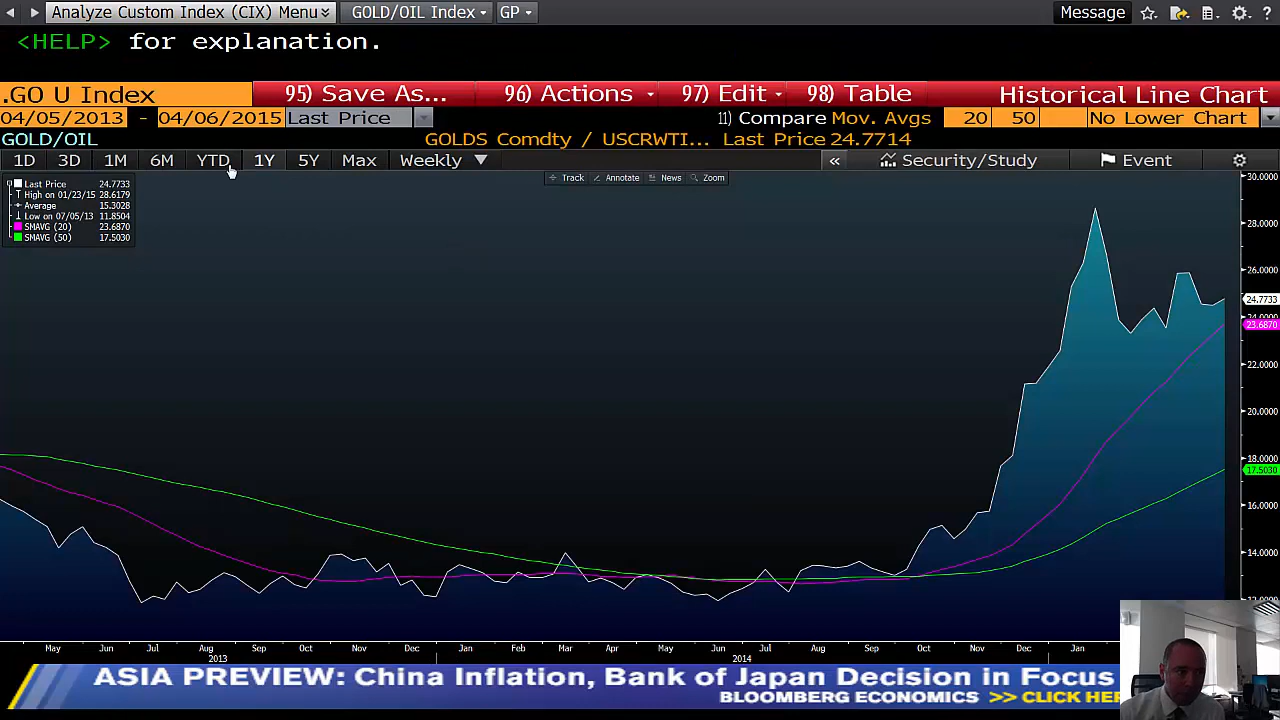 Analyze Custom Index (CIX) Menu GOLD/OIL Index GP Message ?
<HELP> for explanation.
.GO U Index 95) Save As... 96) Actions 97) Edit 98) Table Historical Line Chart
04/05/2013 - 04/06/2015 Last Price 11) Compare Mov. Avgs 20 50 No Lower Chart
GOLD/OIL GOLDS Comdty / USCRWTI... Last Price 24.7714
1D 3D 1M 6M YTD 1Y 5Y Max Weekly « Security/Study Event
Track Annotate News Zoom
Last Price 24.7733
High on 01/23/15 28.6179
Average 15.3028
Low on 07/05/13 11.8504
SMAVG (20) 23.6870
SMAVG (50) 17.5030
30.0000
28.0000
26.0000
24.7733
24.0000
23.6870
22.0000
20.0000
18.0000
17.5030
16.0000
14.0000
May Jun Jul Aug Sep Oct Nov Dec Jan Feb Mar Apr May Jun Jul Aug Sep Oct Nov Dec Jan
2013 2014
ASIA PREVIEW: China Inflation, Bank of Japan Decision in Focus
BLOOMBERG ECONOMICS >> CLICK HER